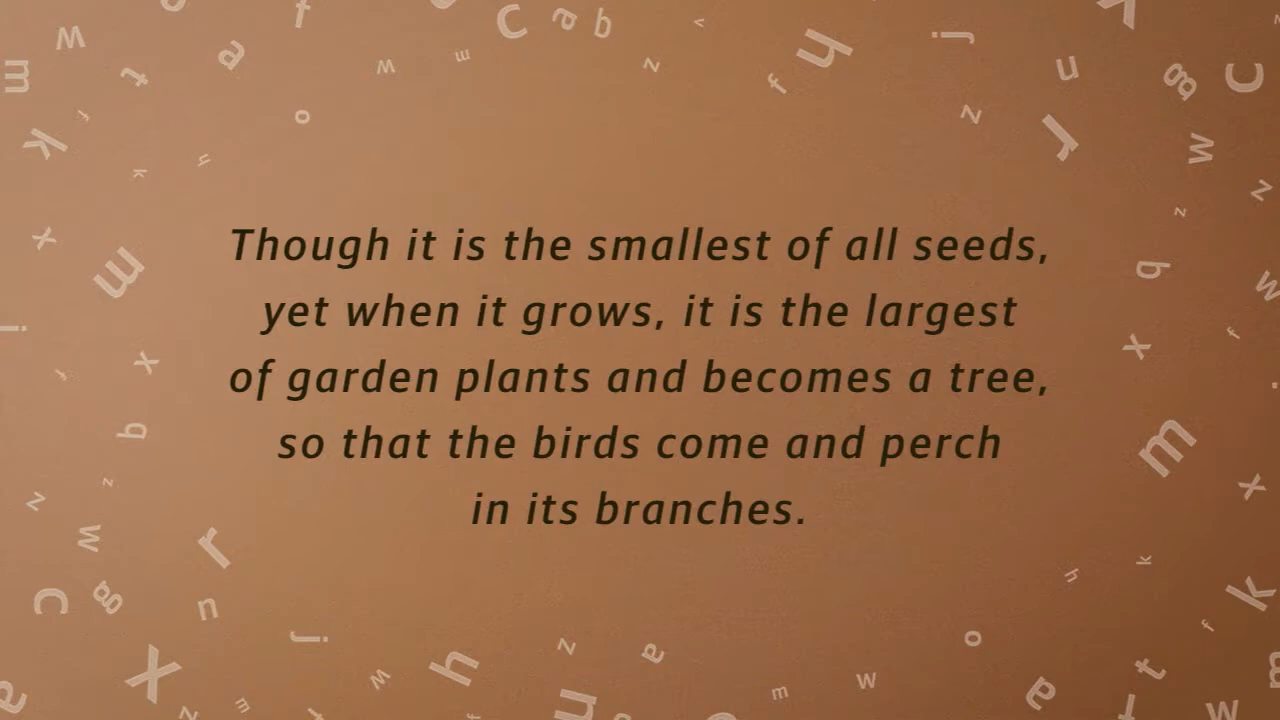 Though it is the smallest of all seeds,
yet when it grows, it is the largest
of garden plants and becomes a tree,
so that the birds come and perch
in its branches.